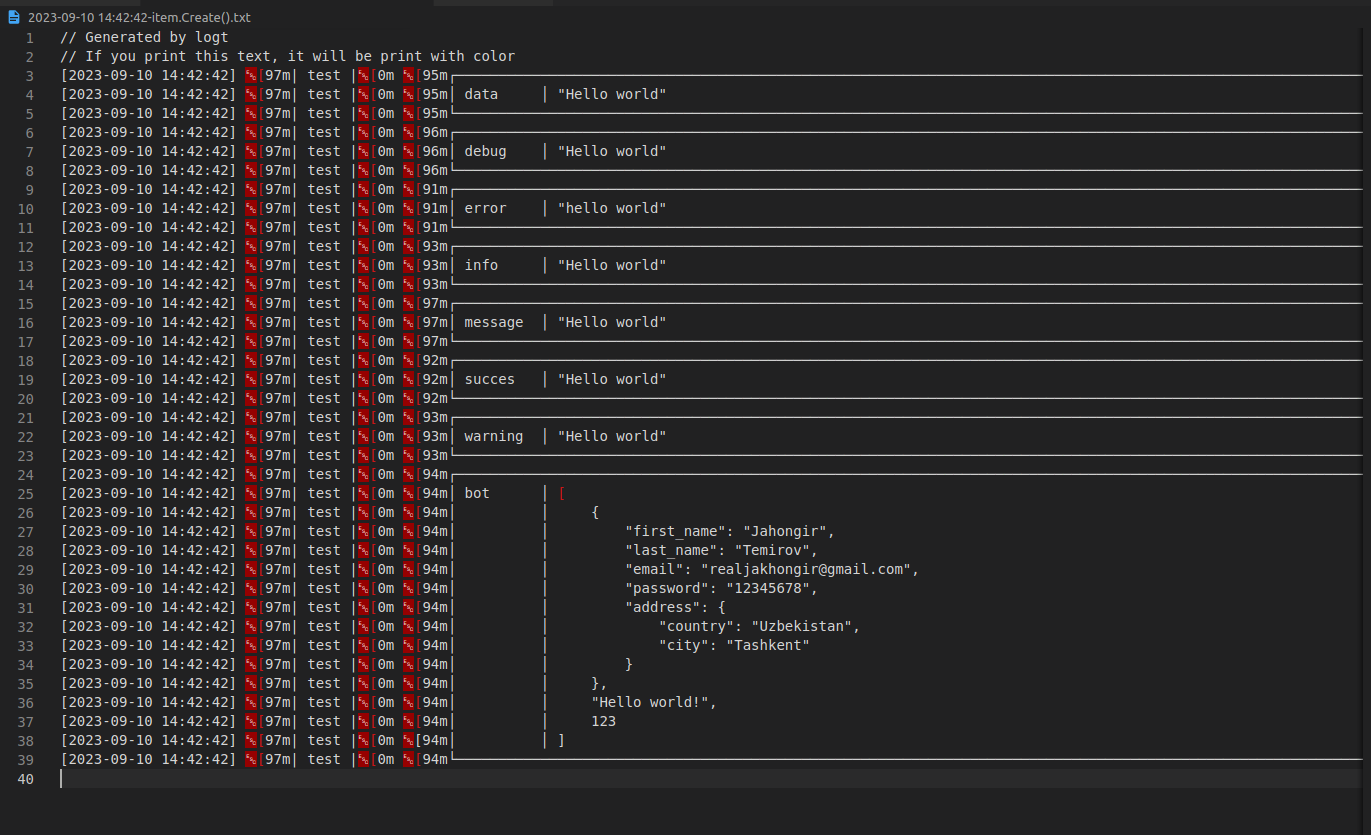 2023-09-10 14:42:42-item.Create().txt
1 // Generated by logt
2 // If you print this text, it will be print with color
3 [2023-09-10 14:42:42] ␛[97m| test |␛[0m ␛[95m┌──────────
4 [2023-09-10 14:42:42] ␛[97m| test |␛[0m ␛[95m│ data │ "Hello world"
5 [2023-09-10 14:42:42] ␛[97m| test |␛[0m ␛[95m└──────────
6 [2023-09-10 14:42:42] ␛[97m| test |␛[0m ␛[96m┌──────────
7 [2023-09-10 14:42:42] ␛[97m| test |␛[0m ␛[96m│ debug │ "Hello world"
8 [2023-09-10 14:42:42] ␛[97m| test |␛[0m ␛[96m└──────────
9 [2023-09-10 14:42:42] ␛[97m| test |␛[0m ␛[91m┌──────────
10 [2023-09-10 14:42:42] ␛[97m| test |␛[0m ␛[91m│ error │ "hello world"
11 [2023-09-10 14:42:42] ␛[97m| test |␛[0m ␛[91m└──────────
12 [2023-09-10 14:42:42] ␛[97m| test |␛[0m ␛[93m┌──────────
13 [2023-09-10 14:42:42] ␛[97m| test |␛[0m ␛[93m│ info │ "Hello world"
14 [2023-09-10 14:42:42] ␛[97m| test |␛[0m ␛[93m└──────────
15 [2023-09-10 14:42:42] ␛[97m| test |␛[0m ␛[97m┌──────────
16 [2023-09-10 14:42:42] ␛[97m| test |␛[0m ␛[97m│ message │ "Hello world"
17 [2023-09-10 14:42:42] ␛[97m| test |␛[0m ␛[97m└──────────
18 [2023-09-10 14:42:42] ␛[97m| test |␛[0m ␛[92m┌──────────
19 [2023-09-10 14:42:42] ␛[97m| test |␛[0m ␛[92m│ succes │ "Hello world"
20 [2023-09-10 14:42:42] ␛[97m| test |␛[0m ␛[92m└──────────
21 [2023-09-10 14:42:42] ␛[97m| test |␛[0m ␛[93m┌──────────
22 [2023-09-10 14:42:42] ␛[97m| test |␛[0m ␛[93m│ warning │ "Hello world"
23 [2023-09-10 14:42:42] ␛[97m| test |␛[0m ␛[93m└──────────
24 [2023-09-10 14:42:42] ␛[97m| test |␛[0m ␛[94m┌──────────
25 [2023-09-10 14:42:42] ␛[97m| test |␛[0m ␛[94m│ bot │ [
26 [2023-09-10 14:42:42] ␛[97m| test |␛[0m ␛[94m│ │ {
27 [2023-09-10 14:42:42] ␛[97m| test |␛[0m ␛[94m│ │ "first_name": "Jahongir",
28 [2023-09-10 14:42:42] ␛[97m| test |␛[0m ␛[94m│ │ "last_name": "Temirov",
29 [2023-09-10 14:42:42] ␛[97m| test |␛[0m ␛[94m│ │ "email": "realjakhongir@gmail.com",
30 [2023-09-10 14:42:42] ␛[97m| test |␛[0m ␛[94m│ │ "password": "12345678",
31 [2023-09-10 14:42:42] ␛[97m| test |␛[0m ␛[94m│ │ "address": {
32 [2023-09-10 14:42:42] ␛[97m| test |␛[0m ␛[94m│ │ "country": "Uzbekistan",
33 [2023-09-10 14:42:42] ␛[97m| test |␛[0m ␛[94m│ │ "city": "Tashkent"
34 [2023-09-10 14:42:42] ␛[97m| test |␛[0m ␛[94m│ │ }
35 [2023-09-10 14:42:42] ␛[97m| test |␛[0m ␛[94m│ │ },
36 [2023-09-10 14:42:42] ␛[97m| test |␛[0m ␛[94m│ │ "Hello world!",
37 [2023-09-10 14:42:42] ␛[97m| test |␛[0m ␛[94m│ │ 123
38 [2023-09-10 14:42:42] ␛[97m| test |␛[0m ␛[94m│ │ ]
39 [2023-09-10 14:42:42] ␛[97m| test |␛[0m ␛[94m└──────────
40